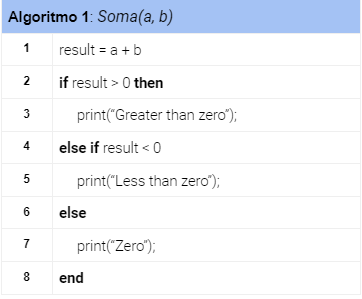 Algoritmo 1: Soma(a, b)
1 result = a + b
2 if result > 0 then
3 print(“Greater than zero”);
4 else if result < 0
5 print(“Less than zero”);
6 else
7 print(“Zero”);
8 end